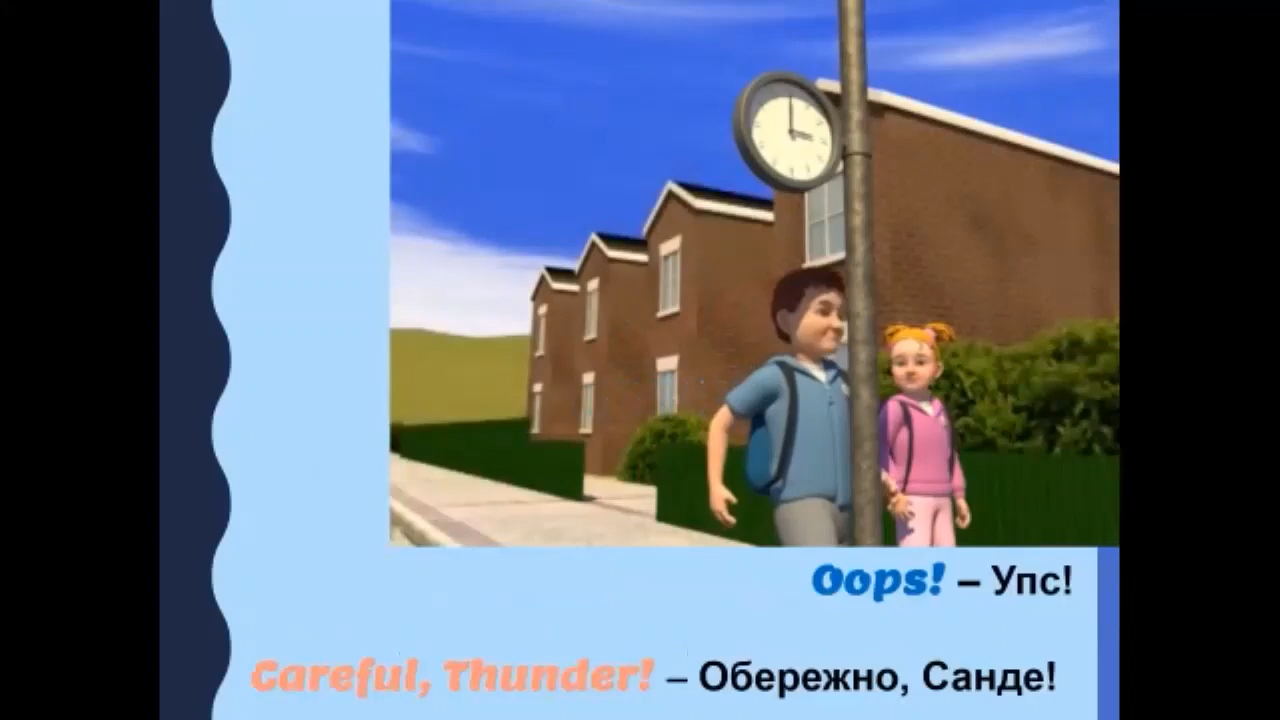 Oops! – Упс!
Careful, Thunder! – Обережно, Санде!